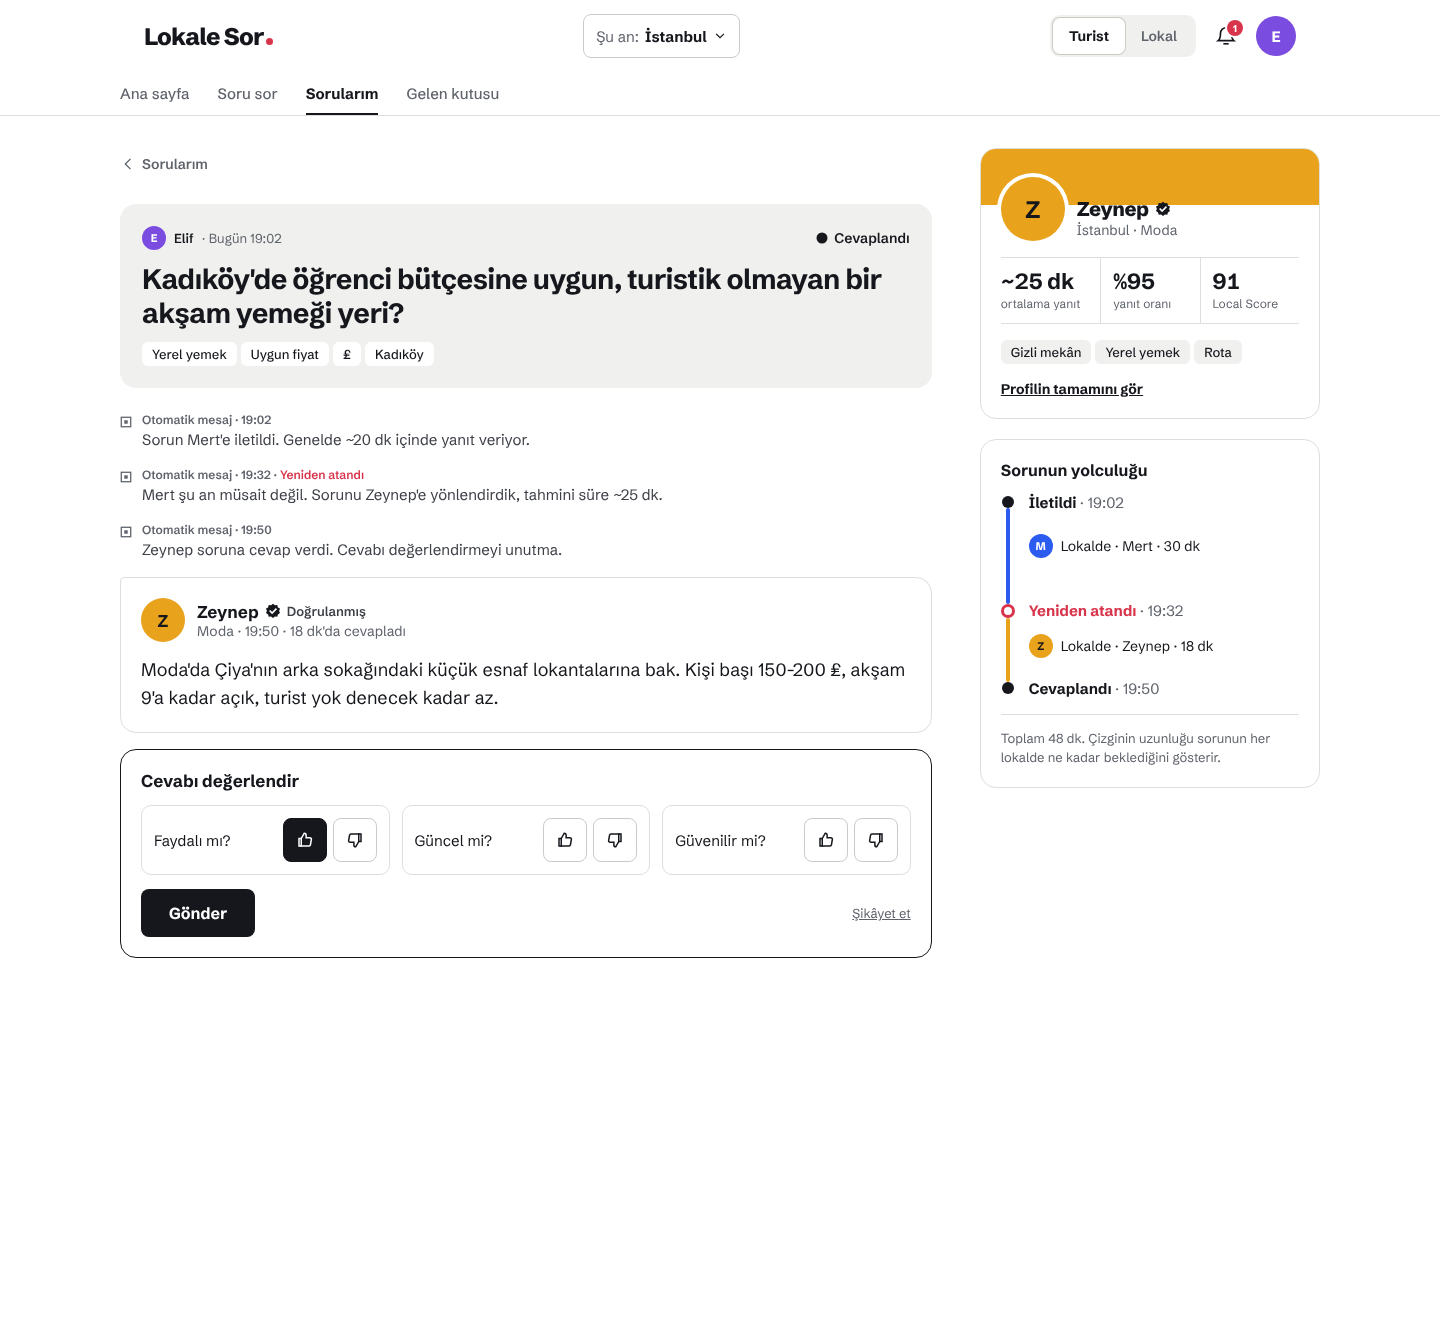 Lokale Sor.
Şu an: İstanbul
Turist
Lokal
1
E
Ana sayfa
Soru sor
Sorularım
Gelen kutusu
Sorularım
E
Elif · Bugün 19:02
Cevaplandı
Kadıköy'de öğrenci bütçesine uygun, turistik olmayan bir
akşam yemeği yeri?
Yerel yemek
Uygun fiyat
₺
Kadıköy
Otomatik mesaj · 19:02
Sorun Mert'e iletildi. Genelde ~20 dk içinde yanıt veriyor.
Otomatik mesaj · 19:32 · Yeniden atandı
Mert şu an müsait değil. Sorunu Zeynep'e yönlendirdik, tahmini süre ~25 dk.
Otomatik mesaj · 19:50
Zeynep soruna cevap verdi. Cevabı değerlendirmeyi unutma.
Z
Zeynep Doğrulanmış
Moda · 19:50 · 18 dk'da cevapladı
Moda'da Çiya'nın arka sokağındaki küçük esnaf lokantalarına bak. Kişi başı 150-200 ₺, akşam
9'a kadar açık, turist yok denecek kadar az.
Cevabı değerlendir
Faydalı mı?
Güncel mi?
Güvenilir mi?
Gönder
Şikâyet et
Z
Zeynep
İstanbul · Moda
~25 dk
ortalama yanıt
%95
yanıt oranı
91
Local Score
Gizli mekân
Yerel yemek
Rota
Profilin tamamını gör
Sorunun yolculuğu
İletildi · 19:02
M
Lokalde · Mert · 30 dk
Yeniden atandı · 19:32
Z
Lokalde · Zeynep · 18 dk
Cevaplandı · 19:50
Toplam 48 dk. Çizginin uzunluğu sorunun her
lokalde ne kadar beklediğini gösterir.